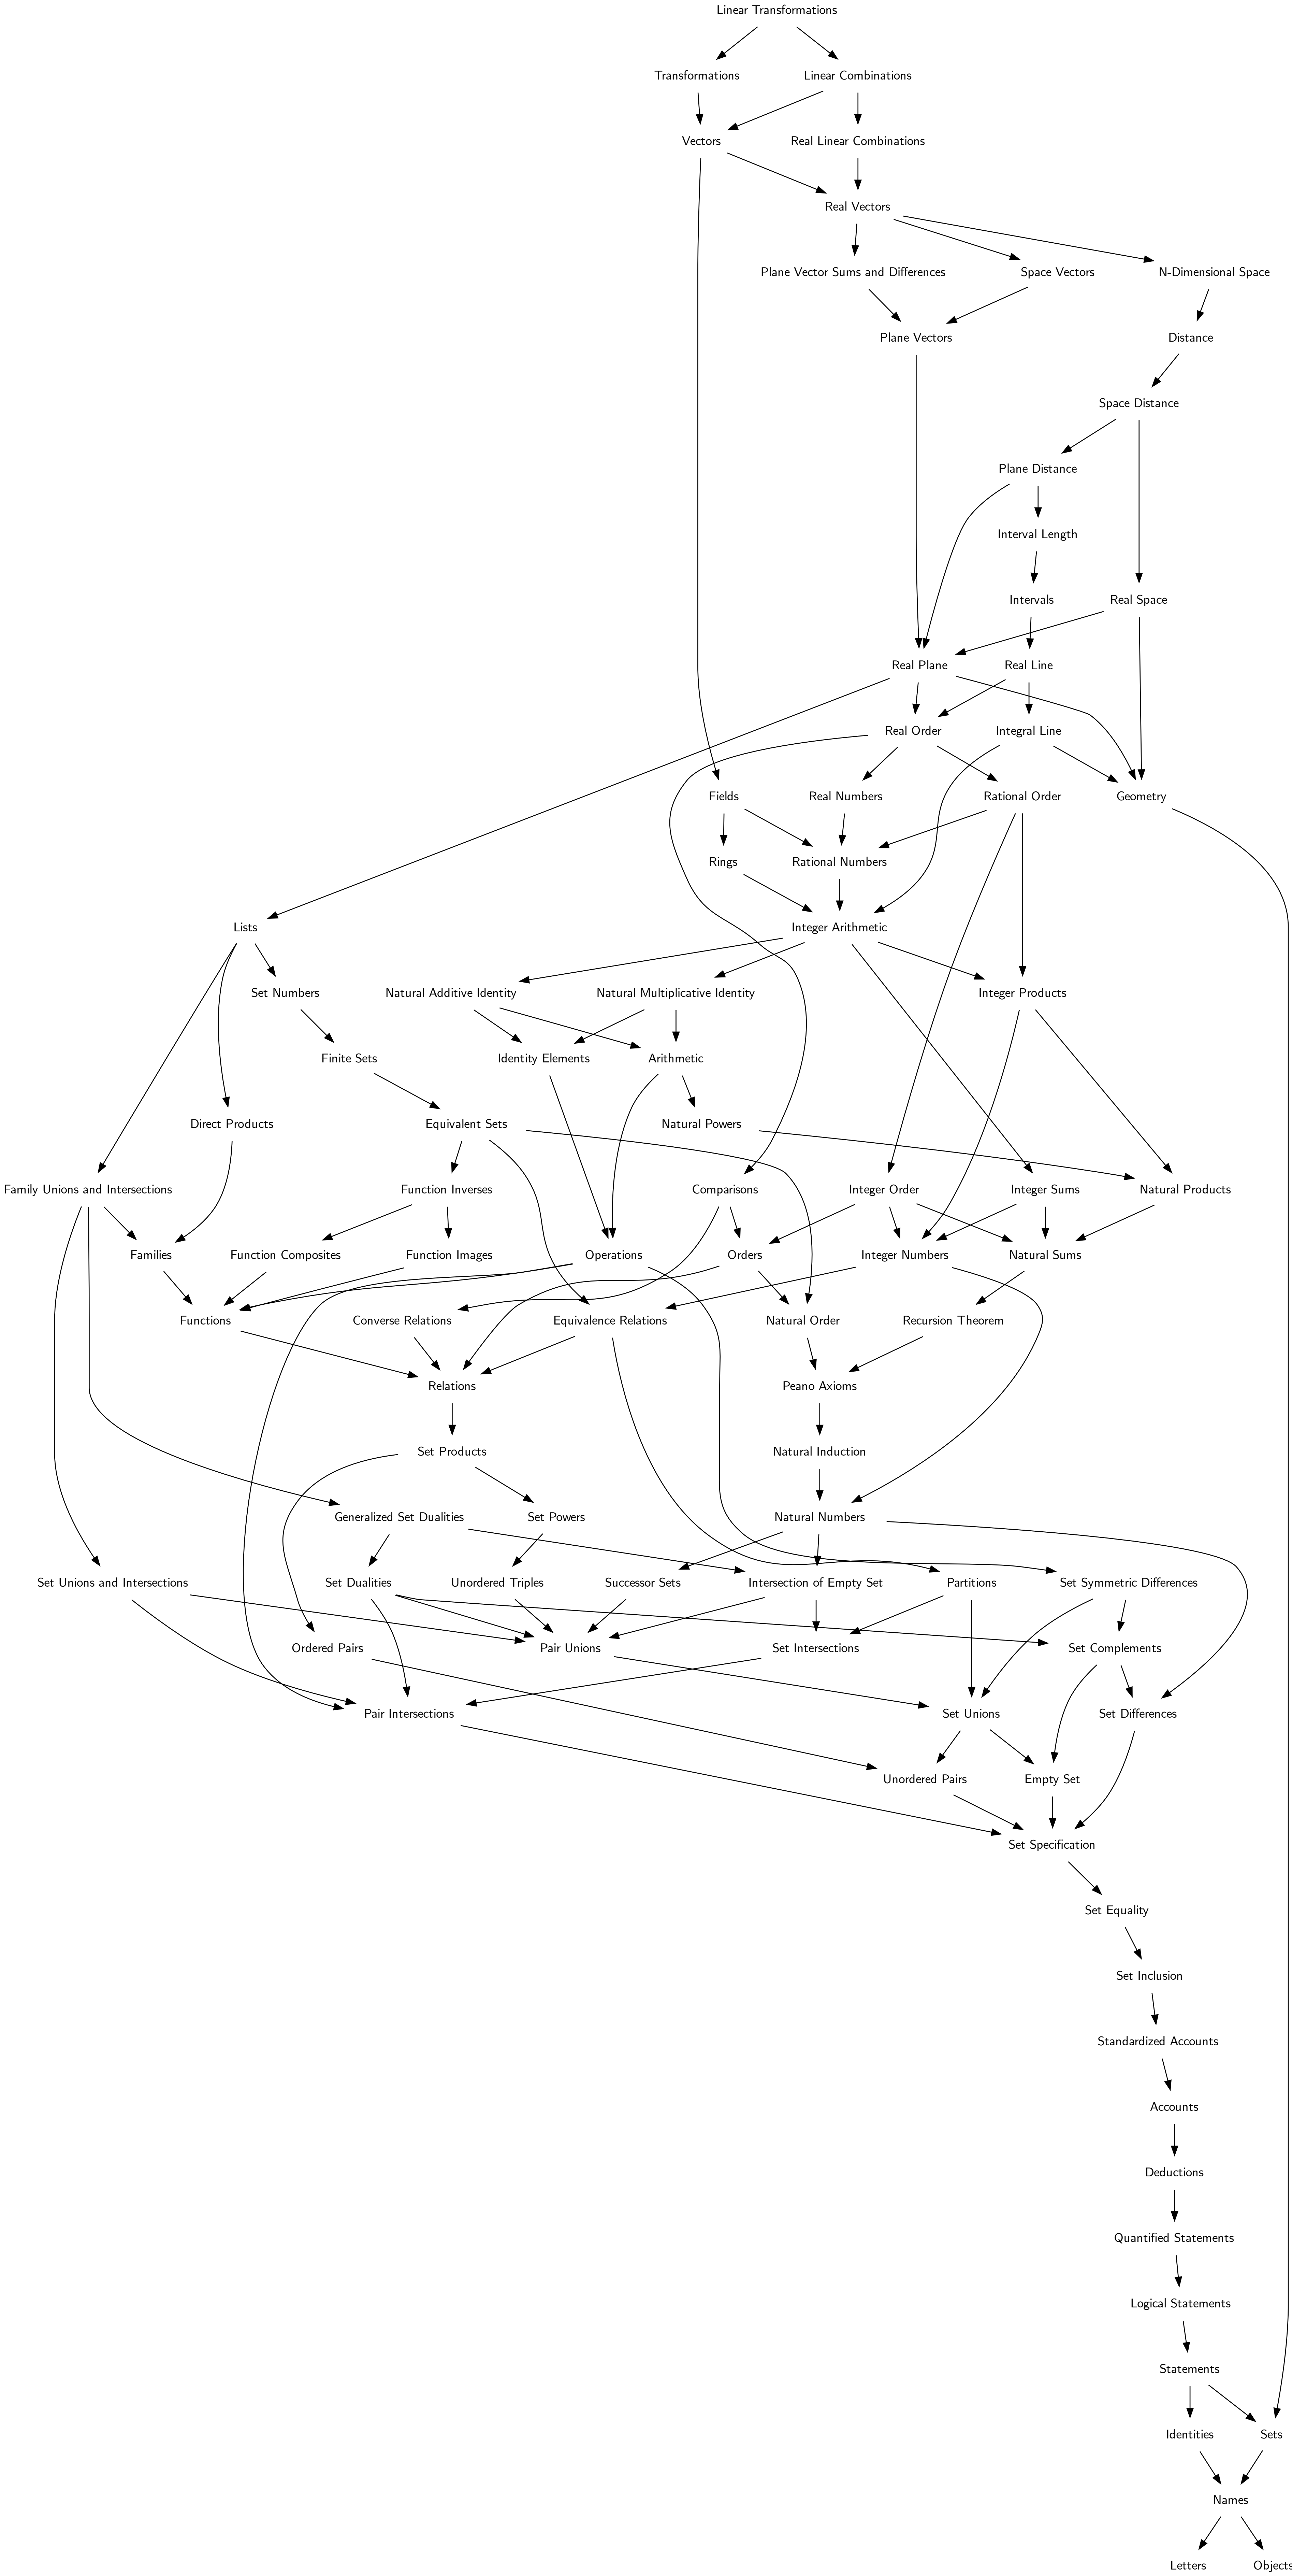 Linear Transformations
Transformations
Linear Combinations
Vectors
Real Linear Combinations
Real Vectors
Plane Vector Sums and Differences
Space Vectors
N-Dimensional Space
Plane Vectors
Distance
Space Distance
Plane Distance
Interval Length
Intervals
Real Space
Real Plane
Real Line
Real Order
Integral Line
Fields
Real Numbers
Rational Order
Geometry
Rings
Rational Numbers
Lists
Integer Arithmetic
Set Numbers
Natural Additive Identity
Natural Multiplicative Identity
Integer Products
Finite Sets
Identity Elements
Arithmetic
Direct Products
Equivalent Sets
Natural Powers
Family Unions and Intersections
Function Inverses
Comparisons
Integer Order
Integer Sums
Natural Products
Families
Function Composites
Function Images
Operations
Orders
Integer Numbers
Natural Sums
Functions
Converse Relations
Equivalence Relations
Natural Order
Recursion Theorem
Relations
Peano Axioms
Set Products
Natural Induction
Generalized Set Dualities
Set Powers
Natural Numbers
Set Unions and Intersections
Set Dualities
Unordered Triples
Successor Sets
Intersection of Empty Set
Partitions
Set Symmetric Differences
Ordered Pairs
Pair Unions
Set Intersections
Set Complements
Pair Intersections
Set Unions
Set Differences
Unordered Pairs
Empty Set
Set Specification
Set Equality
Set Inclusion
Standardized Accounts
Accounts
Deductions
Quantified Statements
Logical Statements
Statements
Identities
Sets
Names
Letters
Objects